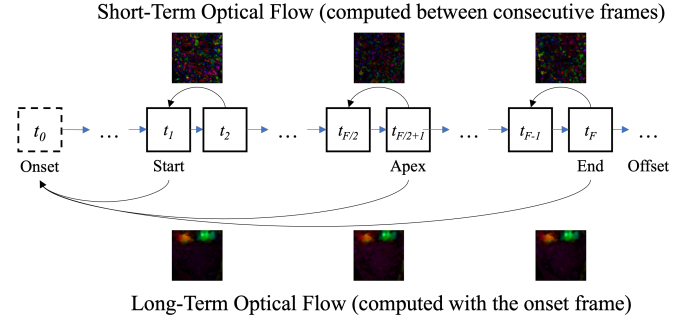 Short-Term Optical Flow (computed between consecutive frames)
t0 ... t1 t2 ... tF/2 tF/2+1 ... tF-1 tF ...
Onset Start Apex End Offset
Long-Term Optical Flow (computed with the onset frame)